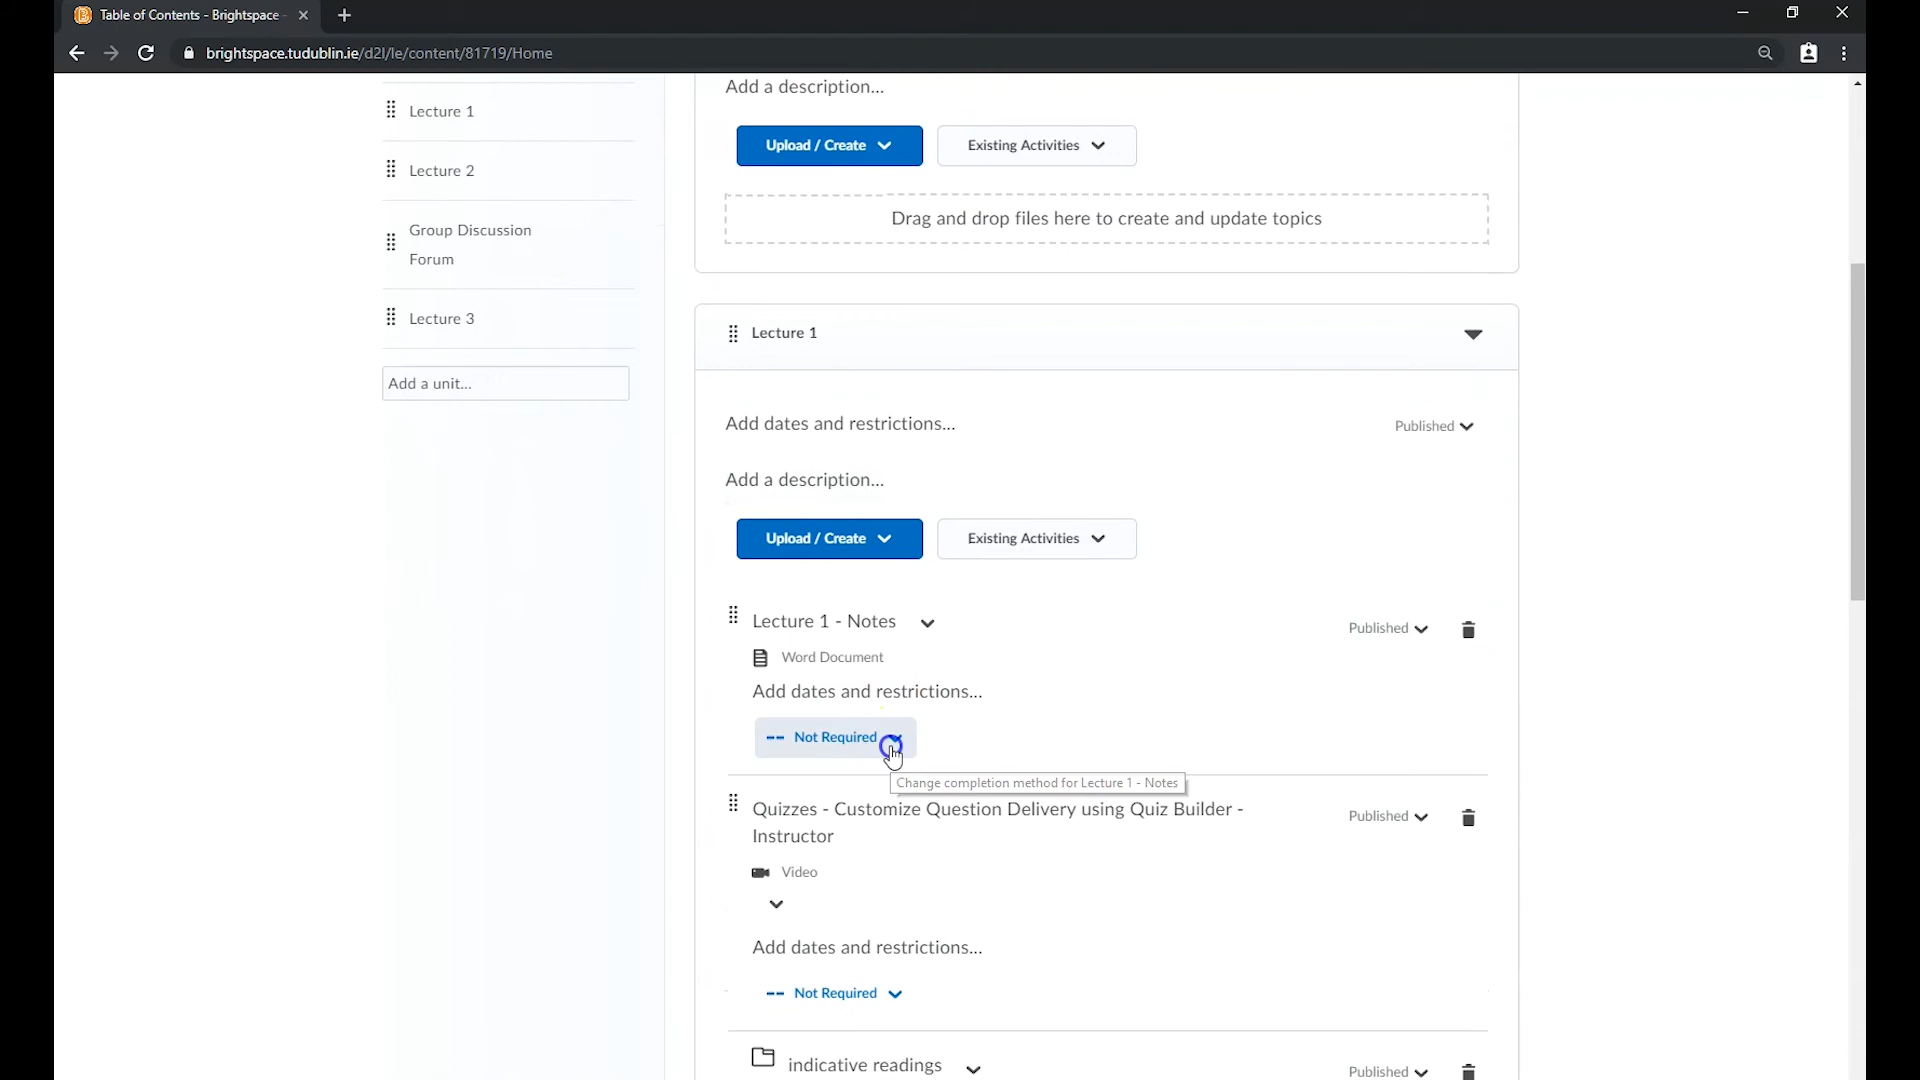 Table of Contents - Brightspace -
brightspace.tudublin.ie/d2l/le/content/81719/Home
Lecture 1
Lecture 2
Group Discussion
Forum
Lecture 3
Add a unit...
Add a description...
Upload / Create
Existing Activities
Drag and drop files here to create and update topics
Lecture 1
Add dates and restrictions...
Published
Add a description...
Upload / Create
Existing Activities
Lecture 1 - Notes
Published
Word Document
Add dates and restrictions...
Not Required
Change completion method for Lecture 1 - Notes
Quizzes - Customize Question Delivery using Quiz Builder -
Instructor
Published
Video
Add dates and restrictions...
Not Required
indicative readings
Published